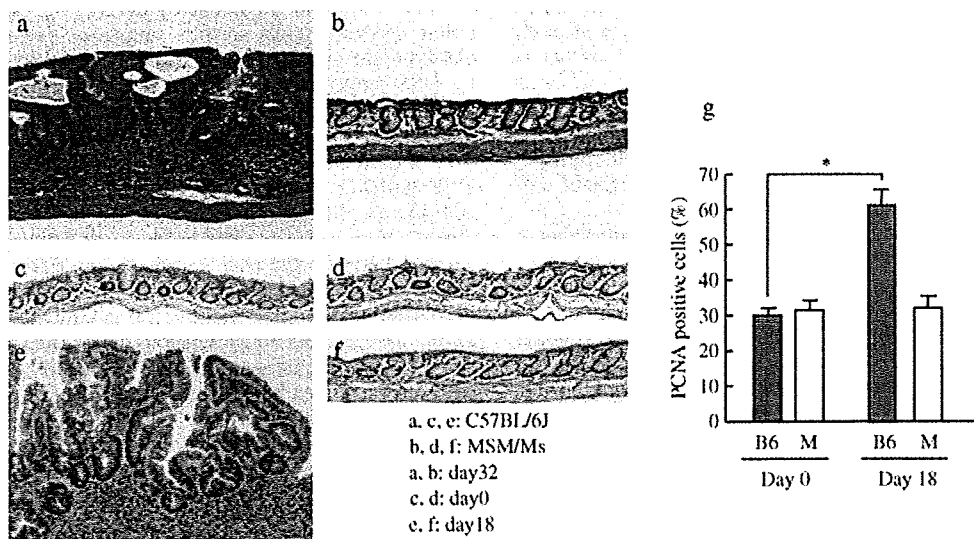 a
b
c
d
e
f
a, c, e: C57BL/6J
b, d, f: MSM/Ms
a, b: day32
c, d: day0
e, f: day18
g
*
PCNA positive cells (%)
70
60
50
40
30
20
10
0
B6 M B6 M
Day 0 Day 18